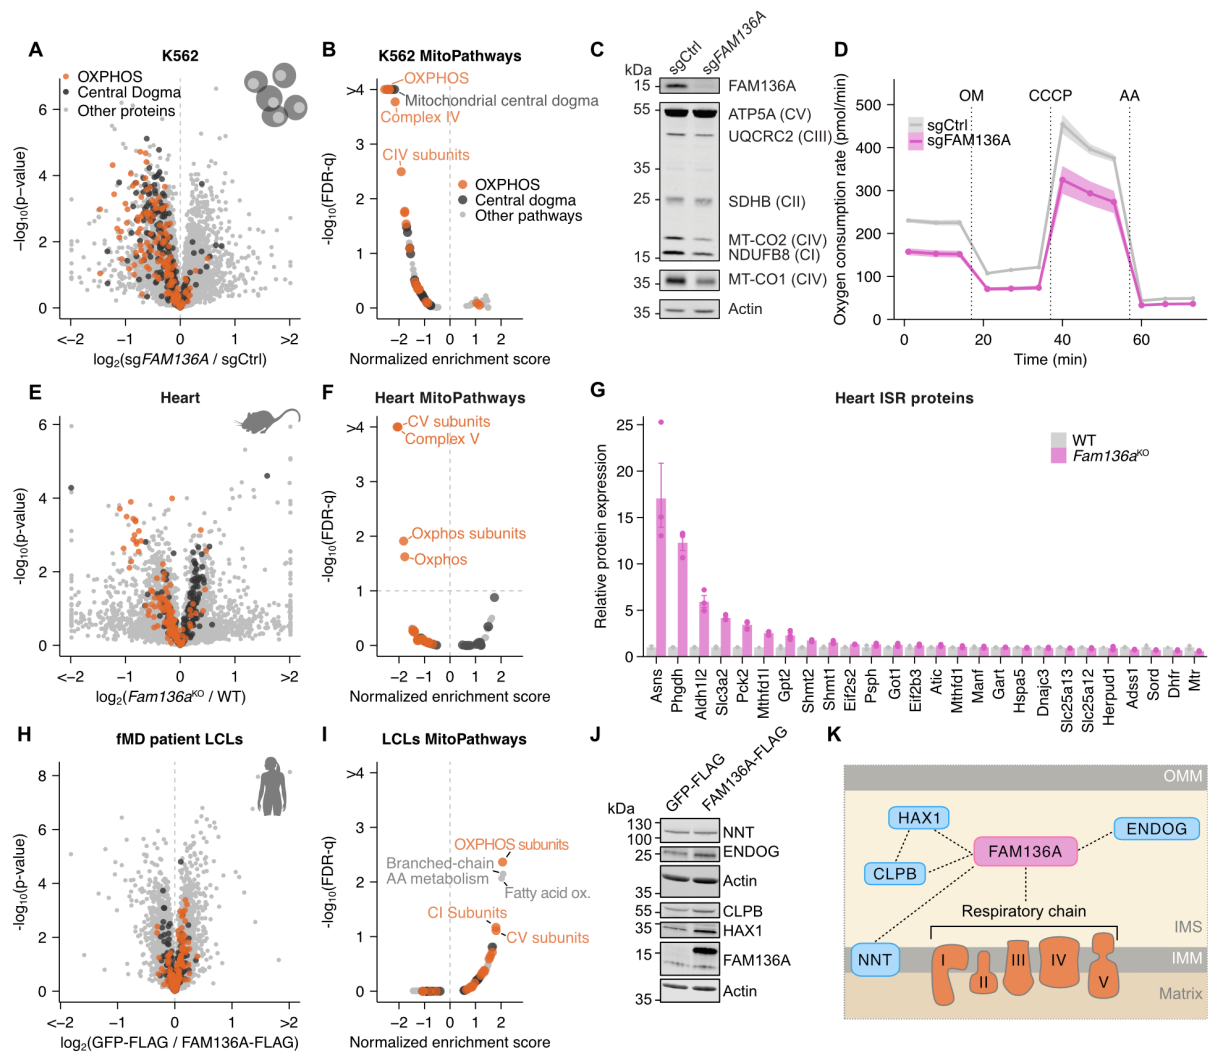 A
K562
OXPHOS
Central Dogma
Other proteins
−log10(p−value)
6
4
2
0
<−2
−1
0
1
>2
log2(sgFAM136A / sgCtrl)
B
K562 MitoPathways
OXPHOS
Mitochondrial central dogma
Complex IV
CIV subunits
OXPHOS
Central dogma
Other pathways
−log10(FDR-q)
>4
3
2
1
0
−2
−1
0
1
2
Normalized enrichment score
C
sgCtrl
sgFAM136A
kDa
15
FAM136A
55
ATP5A (CV)
UQCRC2 (CIII)
35
25
SDHB (CII)
MT-CO2 (CIV)
15
NDUFB8 (CI)
35
MT-CO1 (CIV)
35
Actin
D
OM
CCCP
AA
sgCtrl
sgFAM136A
Oxygen consumption rate (pmol/min)
500
400
300
200
100
0
0
20
40
60
Time (min)
E
Heart
-log10(p-value)
6
4
2
0
<−2
−1
0
1
>2
log2(Fam136aKO / WT)
F
Heart MitoPathways
CV subunits
Complex V
Oxphos subunits
Oxphos
-log10(FDR-q)
>4
3
2
1
0
−2
−1
0
1
2
Normalized enrichment score
G
Heart ISR proteins
WT
Fam136aKO
Relative protein expression
25
20
15
10
5
0
Asns
Phgdh
Aldh1l2
Slc3a2
Pck2
Mthfd1l
Gpt2
Shmt2
Shmt1
Eif2s2
Psph
Got1
Eif2b3
Atic
Mthfd1
Manf
Gart
Hspa5
Dnajc3
Slc25a13
Slc25a12
Herpud1
Adss1
Sord
Dhfr
Mtr
H
fMD patient LCLs
-log10(p-value)
8
6
4
2
0
<−2
−1
0
1
>2
log2(GFP-FLAG / FAM136A-FLAG)
I
LCLs MitoPathways
OXPHOS subunits
Branched-chain
AA metabolism
Fatty acid ox.
CI Subunits
CV subunits
-log10(FDR-q)
>4
3
2
1
0
−2
−1
0
1
2
Normalized enrichment score
J
GFP-FLAG
FAM136A-FLAG
kDa
130
100
NNT
25
ENDOG
35
Actin
55
CLPB
35
HAX1
15
FAM136A
35
Actin
K
OMM
HAX1
ENDOG
FAM136A
CLPB
Respiratory chain
IMS
NNT
I
II
III
IV
V
IMM
Matrix